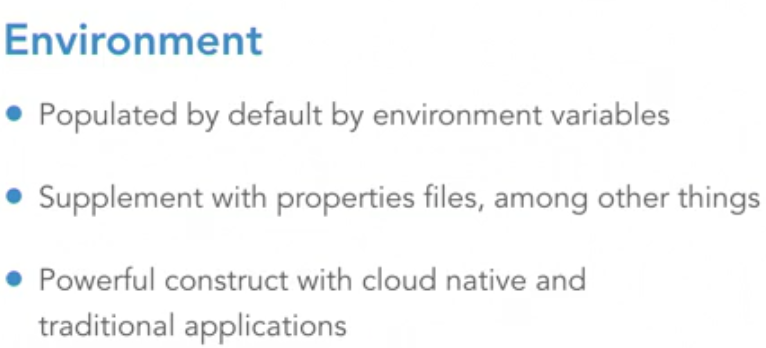 Environment
• Populated by default by environment variables
• Supplement with properties files, among other things
• Powerful construct with cloud native and
traditional applications